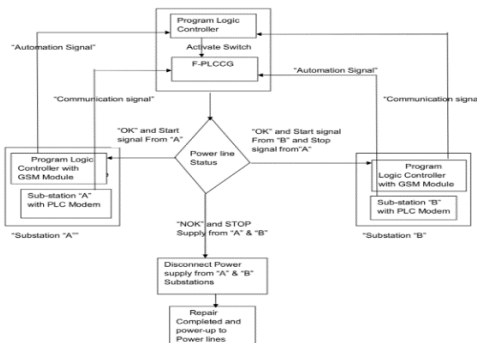 Program Logic
Controller
"Automation Signal"
Activate Switch
F-PLCCG
"Automation Signal"
"Communication signal"
"Communication signa
"OK" and Start
signal From "A"
"OK" and Start signal
From "B" and Stop
signal from"A"
Power line
Status
Program Logic
Controller with
GSM Module
Sub-station "A"
with PLC Modem
"Substation "A""
Program
Logic Controller
with GSM Module
Sub-station "B"
with PLC Modem
"Substation "B"
"NOK" and STOP
Supply from "A" & "B"
Disconnect Power
supply from "A" & "B"
Substations
Repair
Completed and
power-up to
Power lines